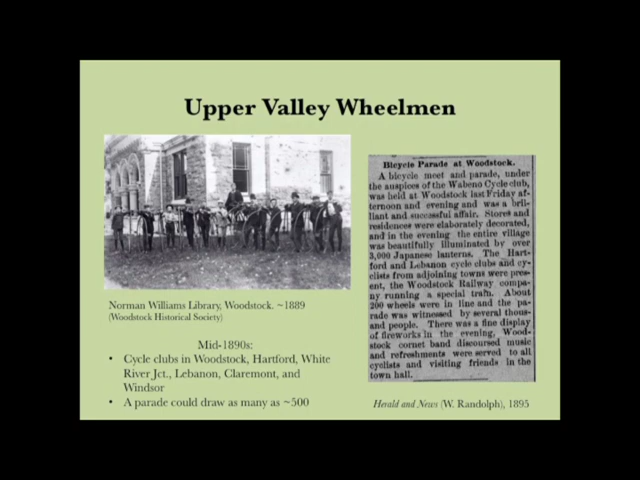 Upper Valley Wheelmen
Norman Williams Library, Woodstock. ~1889
(Woodstock Historical Society)
Mid-1890s:
• Cycle clubs in Woodstock, Hartford, White
River Jct., Lebanon, Claremont, and
Windsor
• A parade could draw as many as ~500
Bicycle Parade at Woodstock.
A bicycle meet and parade, under
the auspices of the Wabeno Cycle club,
was held at Woodstock last Friday af-
ternoon and evening and was a bril-
liant and successful affair. Stores and
residences were elaborately decorated,
and in the evening the entire village
was beautifully illuminated by over
3,000 Japanese lanterns. The Hart-
ford and Lebanon cycle clubs and cy-
clists from adjoining towns were pres-
ent, the Woodstock Railway compa-
ny running a special train. About
200 wheels were in line and the pa-
rade was witnessed by several thous-
and people. There was a fine display
of fireworks in the evening, Wood-
stock cornet band discoursed music
and refreshments were served to all
cyclists and visiting friends in the
town hall.
Herald and News (W. Randolph), 1895